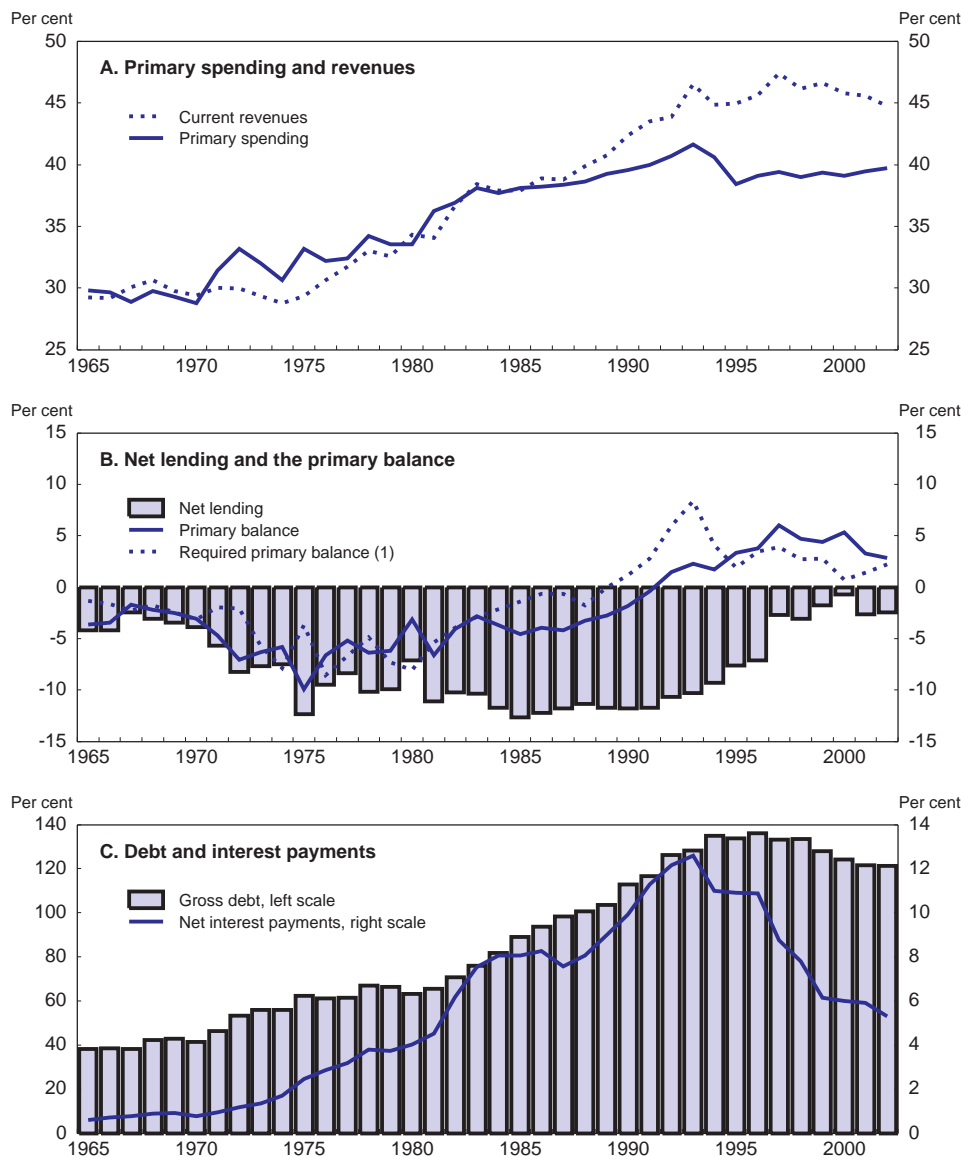 Per cent Per cent
50 50
A. Primary spending and revenues
45 45
Current revenues
Primary spending
40 40
35 35
30 30
25 25
1965 1970 1975 1980 1985 1990 1995 2000
Per cent Per cent
15 15
B. Net lending and the primary balance
10 10
Net lending
5 5
Primary balance
Required primary balance (1)
0 0
-5 -5
-10 -10
-15 -15
1965 1970 1975 1980 1985 1990 1995 2000
Per cent Per cent
140 14
C. Debt and interest payments
120 12
Gross debt, left scale
100 10
Net interest payments, right scale
80 8
60 6
40 4
20 2
0 0
1965 1970 1975 1980 1985 1990 1995 2000